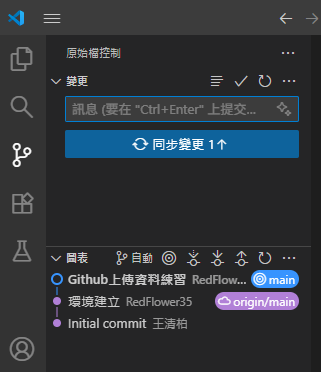 原始檔控制
變更
訊息 (要在 "Ctrl+Enter" 上提交...
同步變更 1↑
圖表 自動
Github上傳資料練習 RedFlow... main
環境建立 RedFlower35 origin/main
Initial commit 王清柏